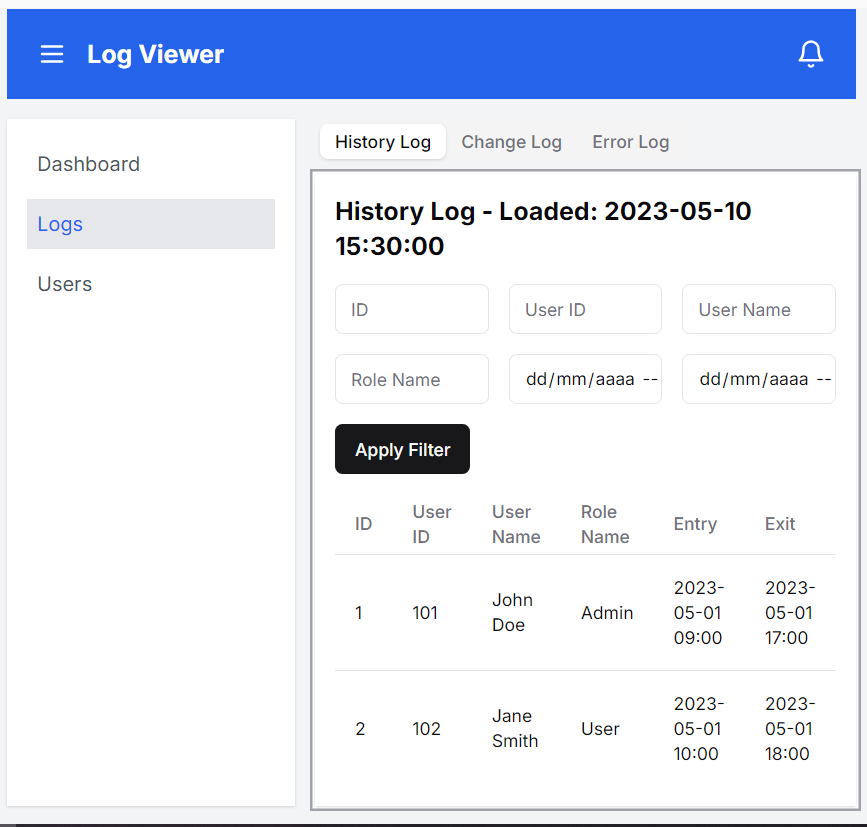 Log Viewer
Dashboard
Logs
Users
History Log Change Log Error Log
History Log - Loaded: 2023-05-10
15:30:00
ID User ID User Name
Role Name dd/mm/aaaa -- dd/mm/aaaa --
Apply Filter
ID User ID User Name Role Name Entry Exit
1 101 John Doe Admin 2023-05-01 09:00 2023-05-01 17:00
2 102 Jane Smith User 2023-05-01 10:00 2023-05-01 18:00